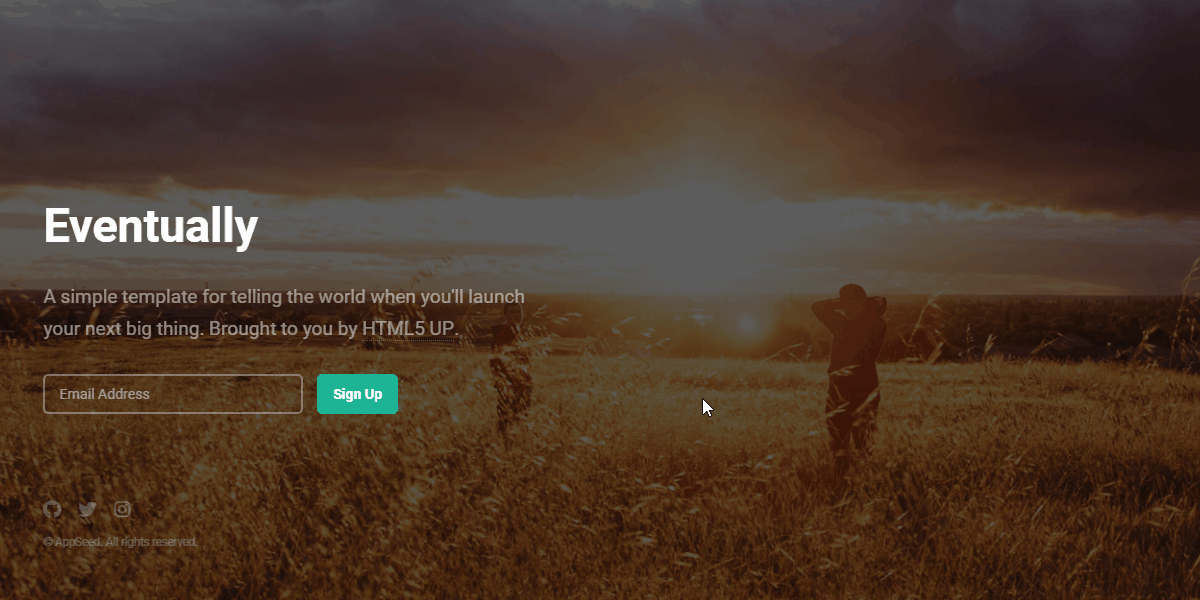 Eventually
A simple template for telling the world when you'll launch
your next big thing. Brought to you by HTML5 UP.
Email Address
Sign Up
© AppSeed. All rights reserved.